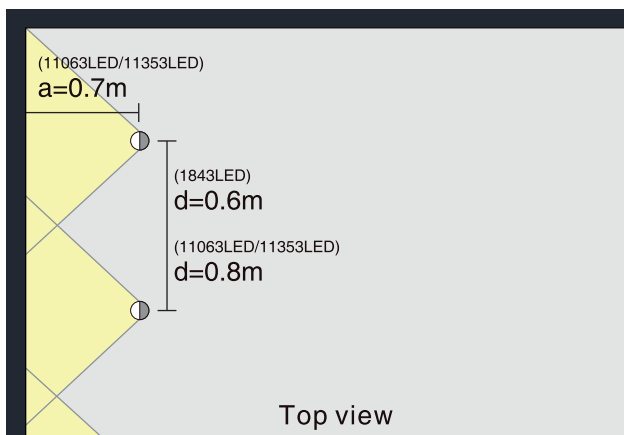 (11063LED/11353LED)
a=0.7m
(1843LED)
d=0.6m
(11063LED/11353LED)
d=0.8m
Top view